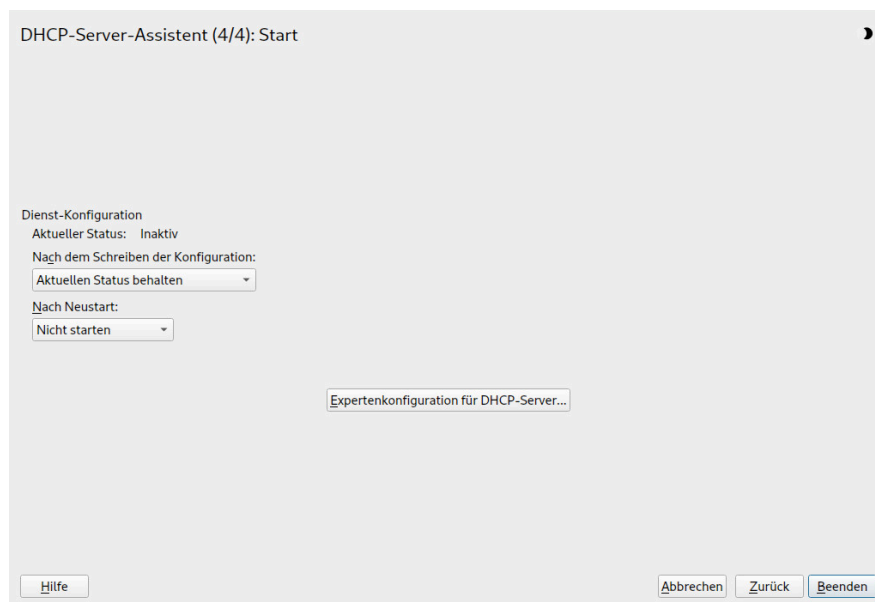 DHCP-Server-Assistent (4/4): Start
Dienst-Konfiguration
Aktueller Status: Inaktiv
Nach dem Schreiben der Konfiguration:
Aktuellen Status behalten
Nach Neustart:
Nicht starten
Expertenkonfiguration für DHCP-Server...
Hilfe
Abbrechen
Zurück
Beenden